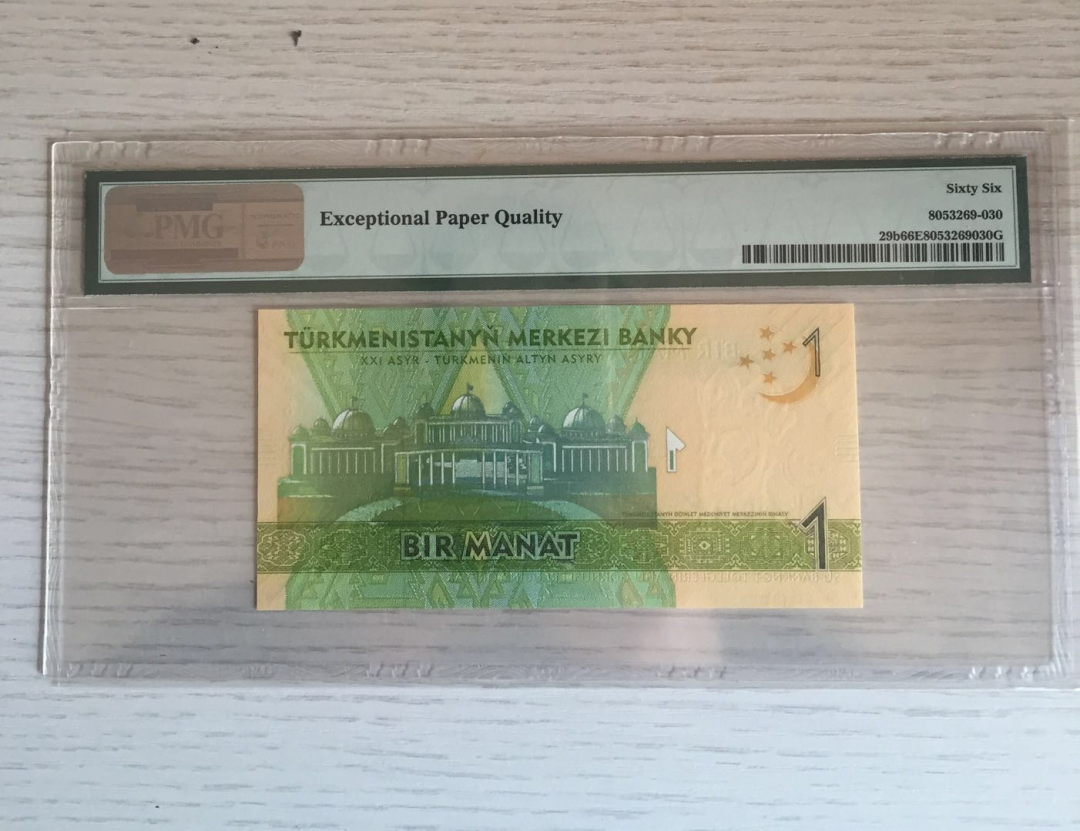 PMG
Exceptional Paper Quality
Sixty Six
8053269-030
29b66E8053269030G
TÜRKMENISTANYŇ MERKEZI BANKY
XXI ASYR - TÜRKMENIŇ ALTYN ASYRY
1
1
BIR MANAT
1